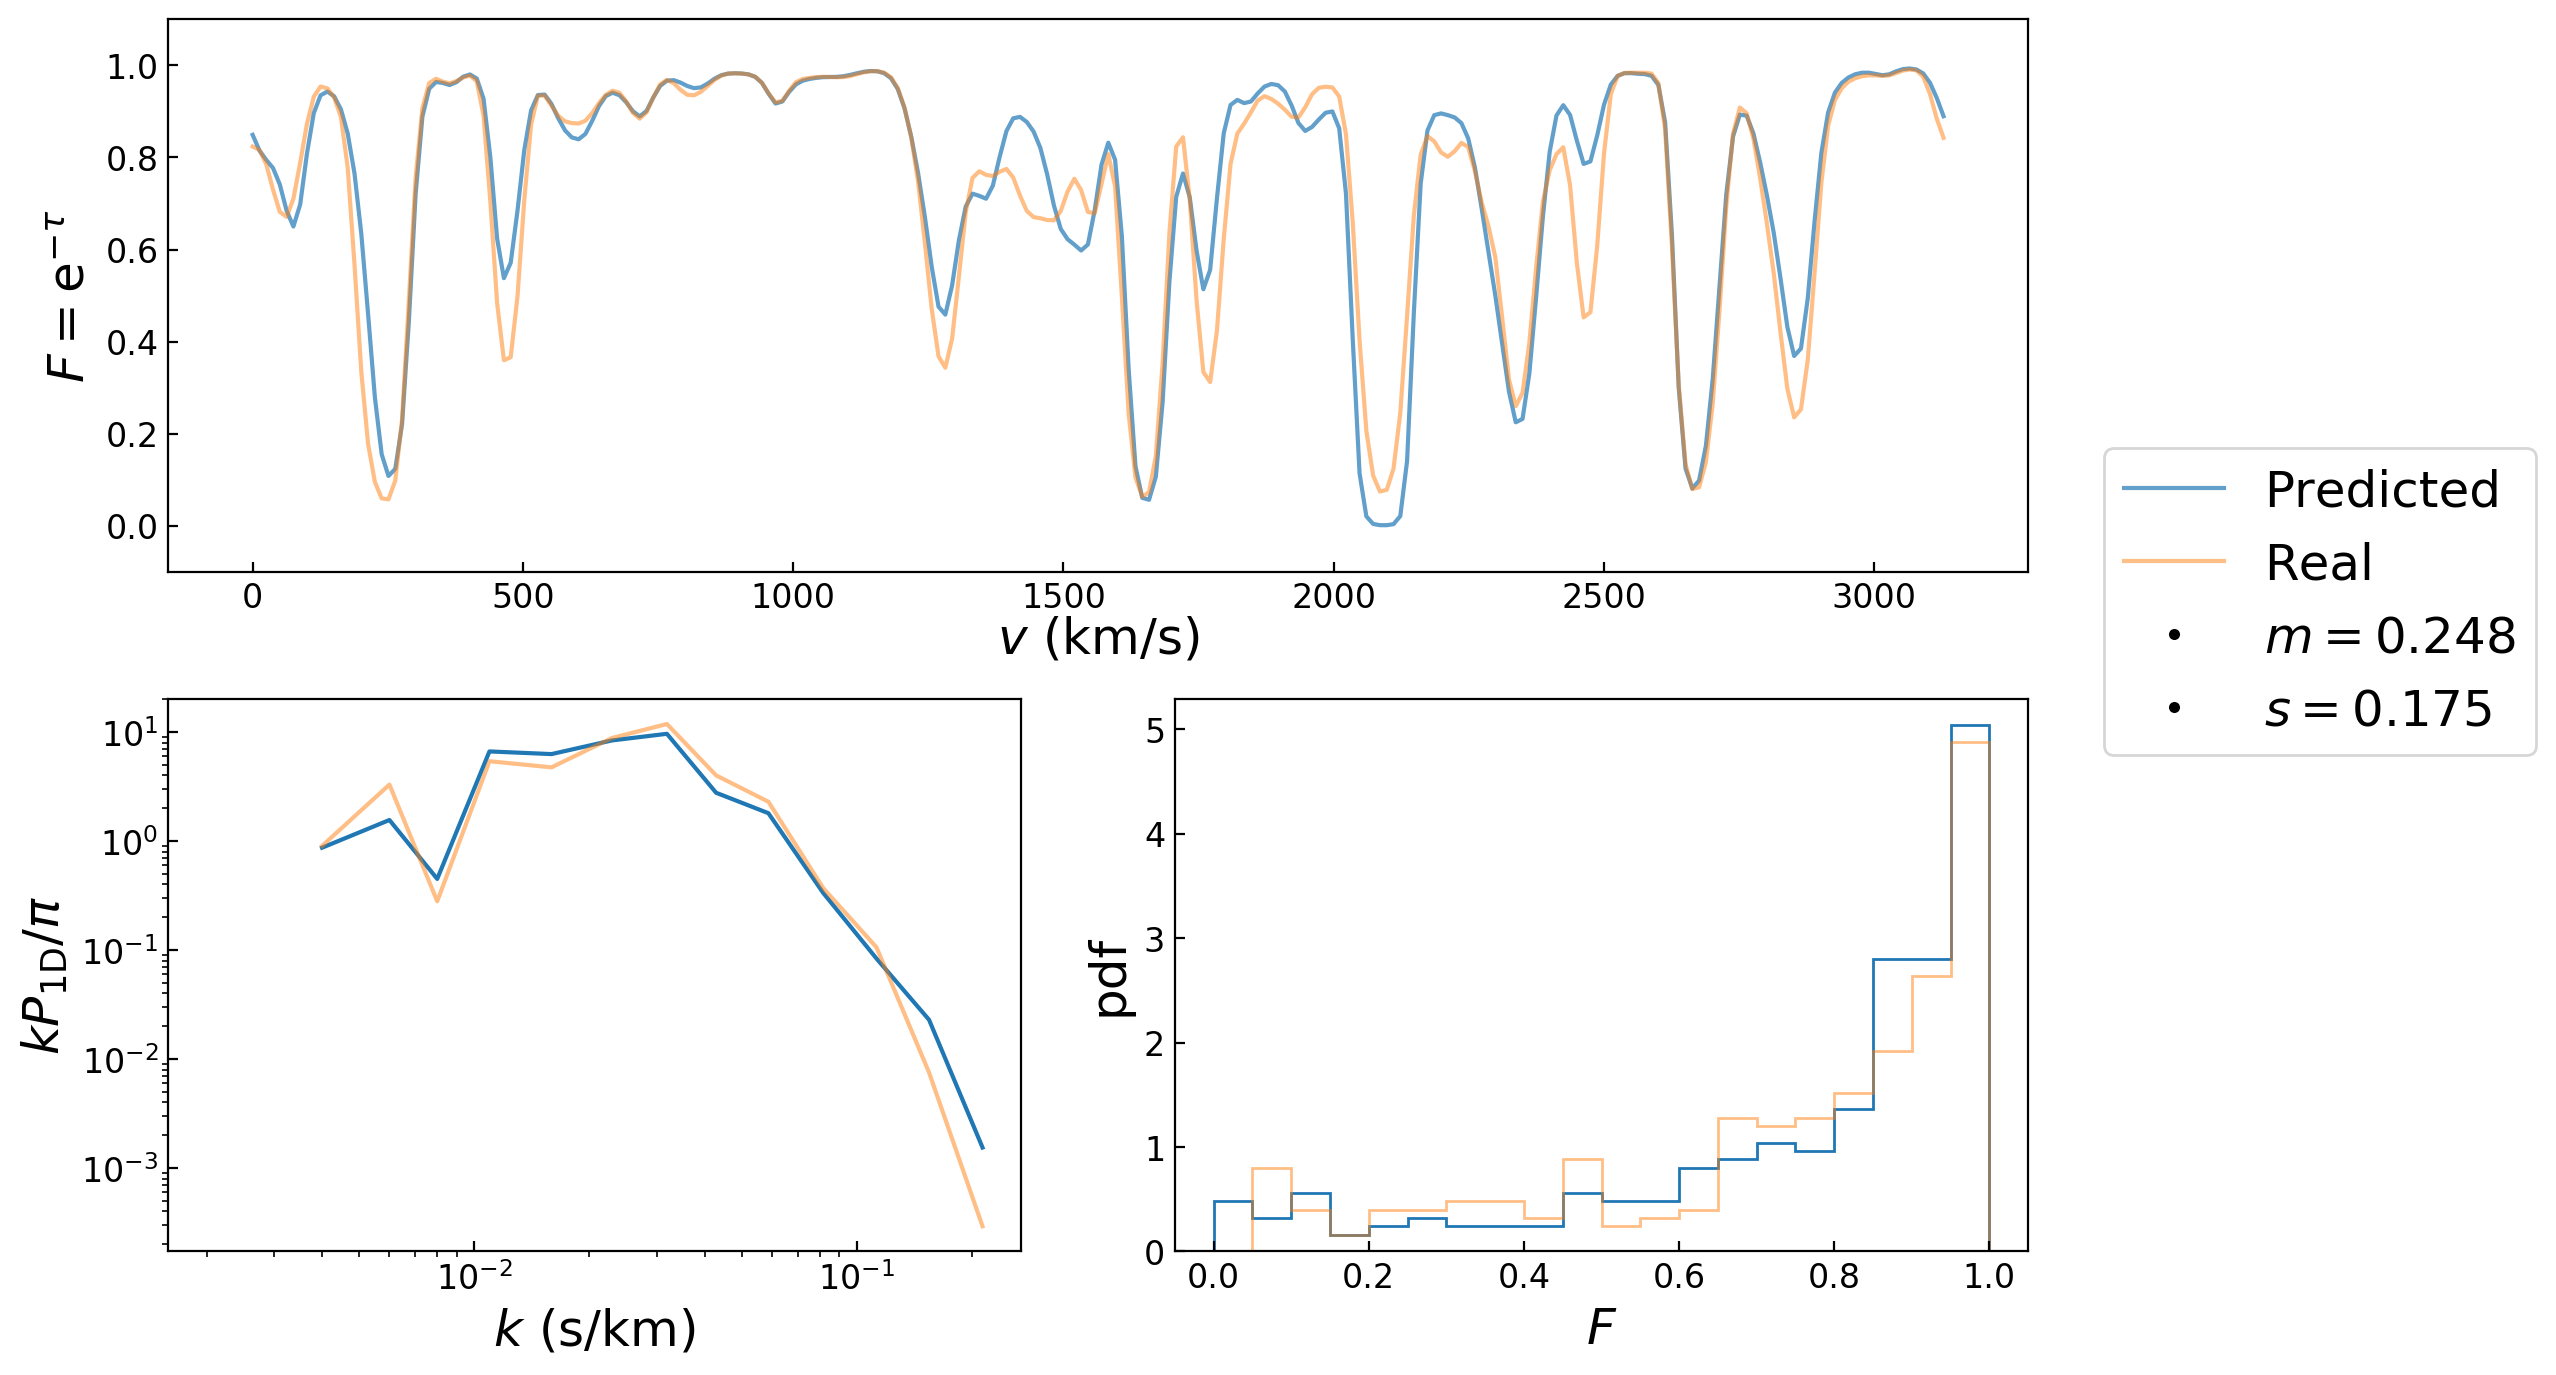 F = e^{-τ}
1.0
0.8
0.6
0.4
0.2
0.0
0 500 1000 1500 2000 2500 3000
v (km/s)
Predicted
Real
m = 0.248
s = 0.175
kP_{1D}/π
10^1
10^0
10^{-1}
10^{-2}
10^{-3}
10^{-2} 10^{-1}
k (s/km)
pdf
5
4
3
2
1
0
0.0 0.2 0.4 0.6 0.8 1.0
F